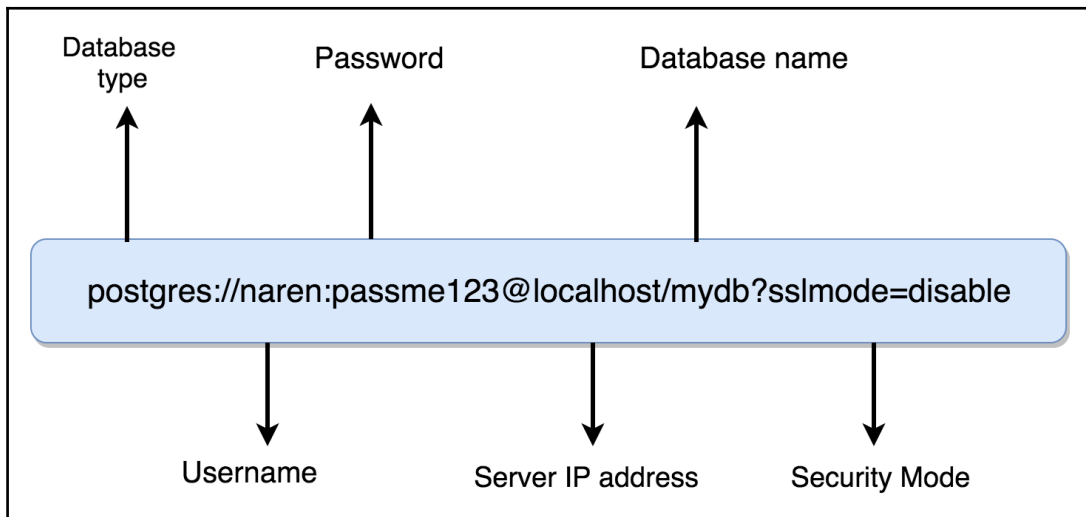 Database
type
Password
Database name
postgres://naren:passme123@localhost/mydb?sslmode=disable
Username
Server IP address
Security Mode